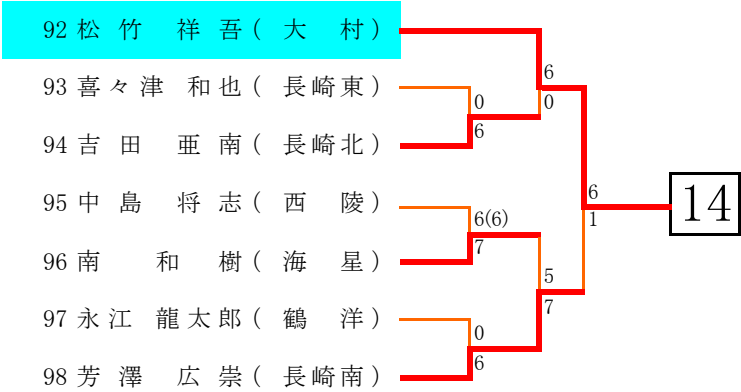 92 松 竹 祥 吾 ( 大 村 )
6
93 喜々津 和也 ( 長崎東 )
0
0
94 吉 田 亜 南 ( 長崎北 )
6
95 中 島 将 志 ( 西 陵 )
6
14
6(6)
1
96 南 和 樹 ( 海 星 )
7
5
97 永江 龍太郎 ( 鶴 洋 )
7
0
98 芳 澤 広 崇 ( 長崎南 )
6